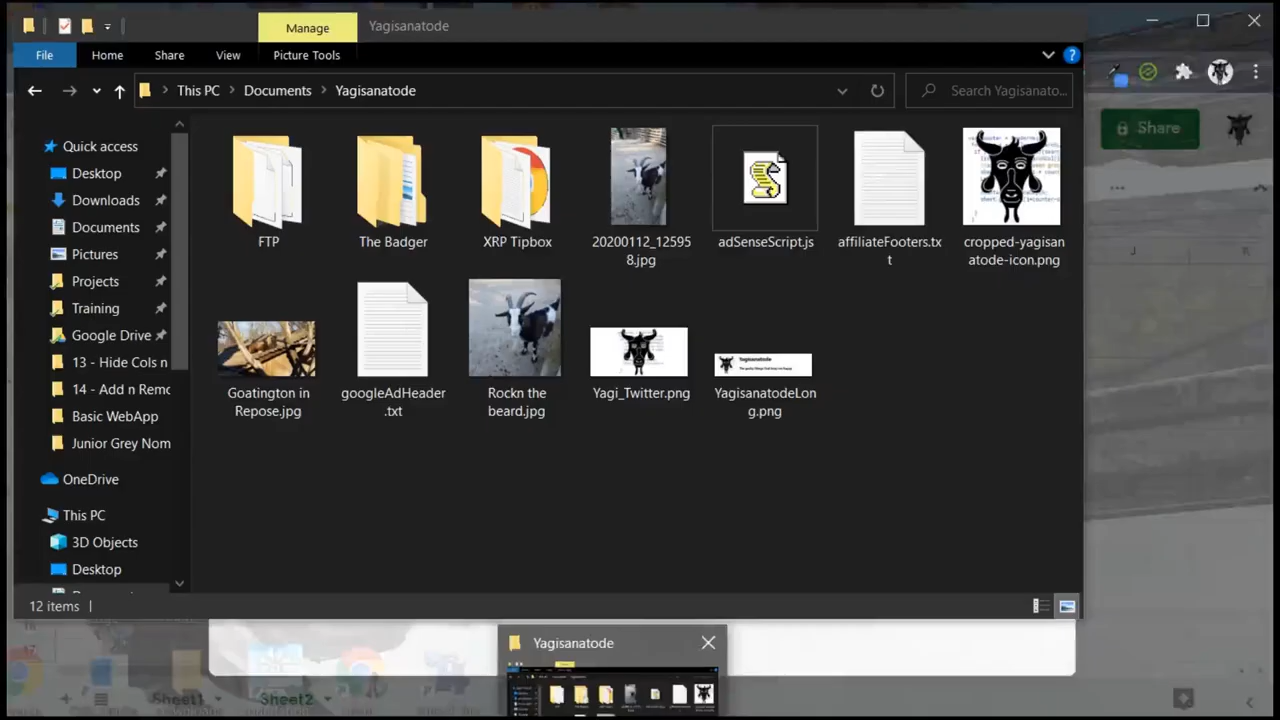 Manage
Yagisanatode
File
Home
Share
View
Picture Tools
This PC
Documents
Yagisanatode
Search Yagisanato...
Share
Quick access
Desktop
Downloads
Documents
Pictures
Projects
Training
Google Drive
13 - Hide Cols n
14 - Add n Remo
Basic WebApp
Junior Grey Nom
OneDrive
This PC
3D Objects
Desktop
FTP
The Badger
XRP Tipbox
20200112_12595
8.jpg
adSenseScript.js
affiliateFooters.tx
t
cropped-yagisan
atode-icon.png
Goatington in
Repose.jpg
googleAdHeader
.txt
Rockn the
beard.jpg
Yagi_Twitter.png
YagisanatodeLon
g.png
12 items
Yagisanatode
Sheet1
Sheet2